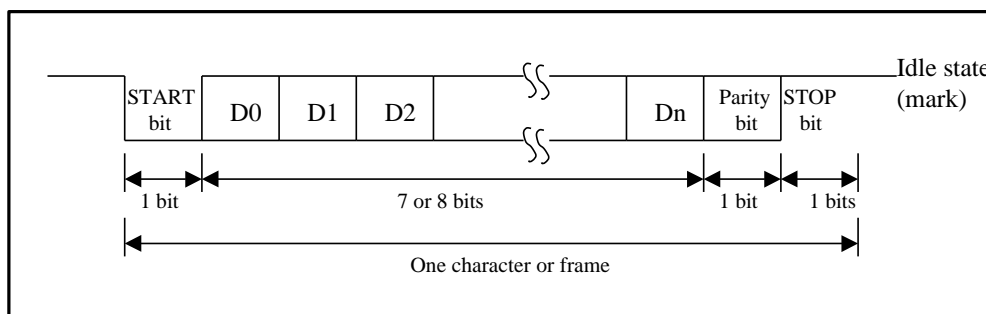 Idle state
(mark)
START
bit
D0
D1
D2
Dn
Parity
bit
STOP
bit
1 bit
7 or 8 bits
1 bit
1 bits
One character or frame